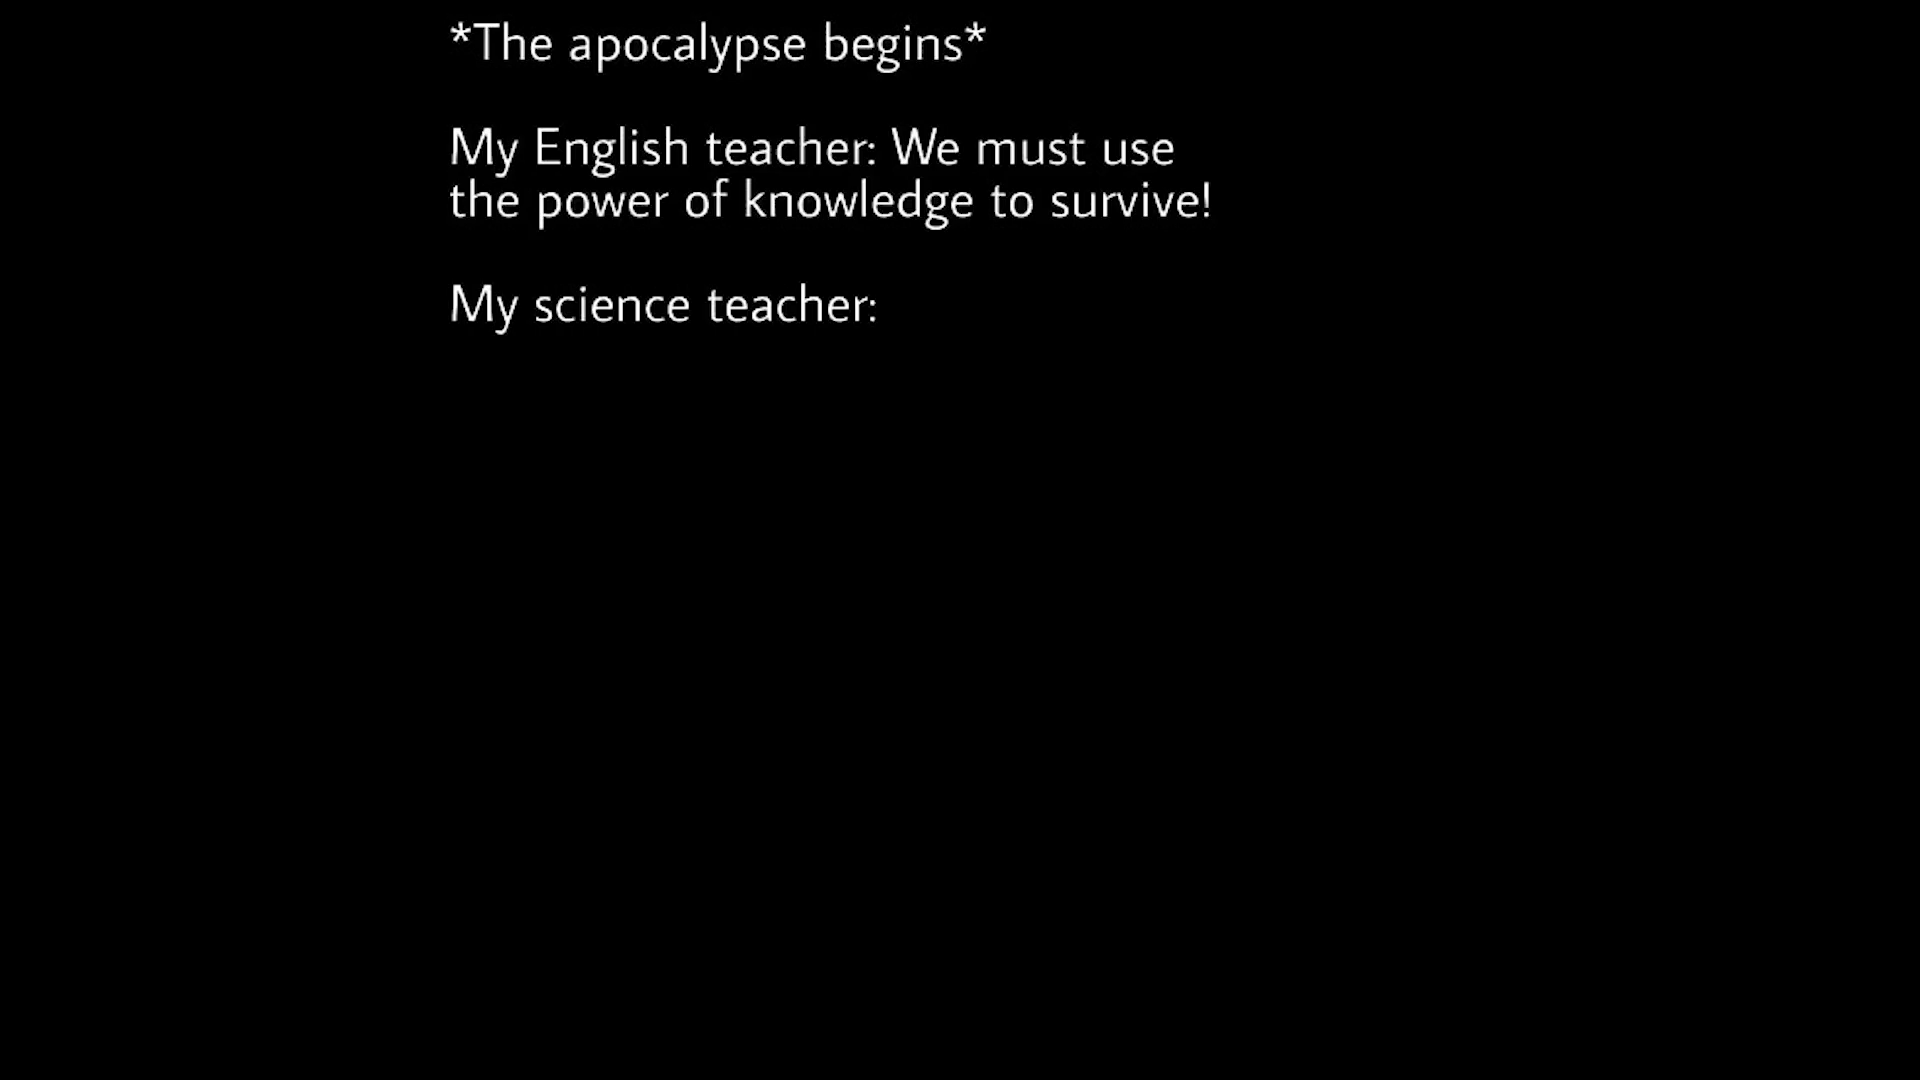 *The apocalypse begins*
My English teacher: We must use
the power of knowledge to survive!
My science teacher: